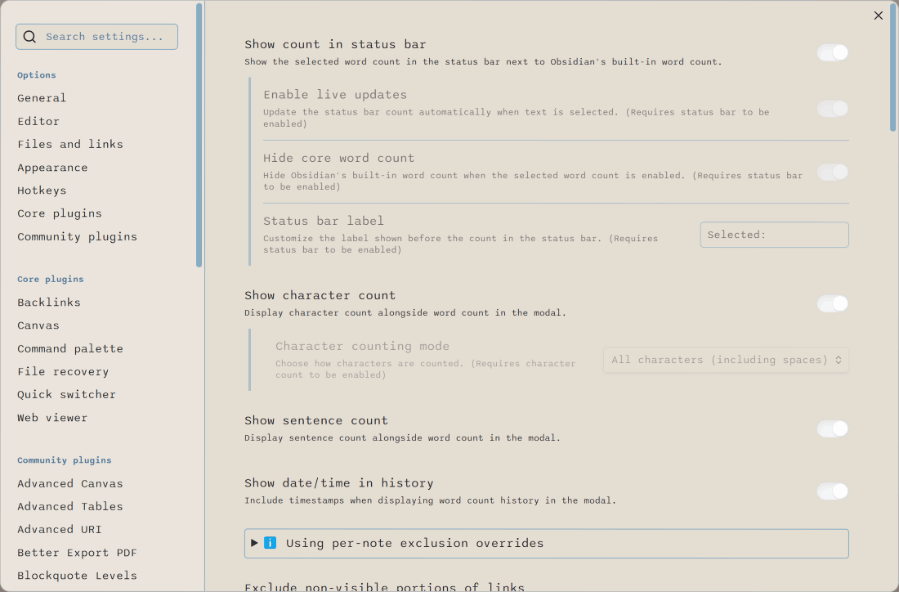 Search settings...
Options
General
Editor
Files and links
Appearance
Hotkeys
Core plugins
Community plugins
Core plugins
Backlinks
Canvas
Command palette
File recovery
Quick switcher
Web viewer
Community plugins
Advanced Canvas
Advanced Tables
Advanced URI
Better Export PDF
Blockquote Levels
Show count in status bar
Show the selected word count in the status bar next to Obsidian's built-in word count.
Enable live updates
Update the status bar count automatically when text is selected. (Requires status bar to be
enabled)
Hide core word count
Hide Obsidian's built-in word count when the selected word count is enabled. (Requires status bar
to be enabled)
Status bar label
Customize the label shown before the count in the status bar. (Requires
status bar to be enabled)
Selected:
Show character count
Display character count alongside word count in the modal.
Character counting mode
Choose how characters are counted. (Requires character
count to be enabled)
All characters (including spaces)
Show sentence count
Display sentence count alongside word count in the modal.
Show date/time in history
Include timestamps when displaying word count history in the modal.
Using per-note exclusion overrides
Exclude non-visible portions of links